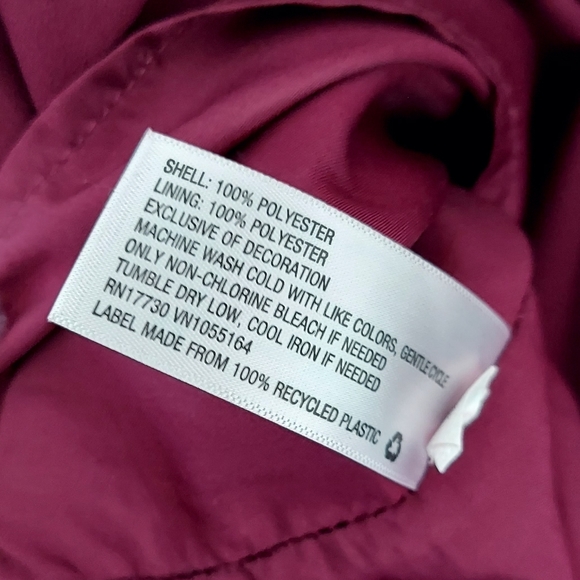 SHELL: 100% POLYESTER
LINING: 100% POLYESTER
EXCLUSIVE OF DECORATION
MACHINE WASH COLD WITH LIKE COLORS, GENTLE CYCLE
ONLY NON-CHLORINE BLEACH IF NEEDED
TUMBLE DRY LOW, COOL IRON IF NEEDED
RN17730 VN1055164
LABEL MADE FROM 100% RECYCLED PLASTIC